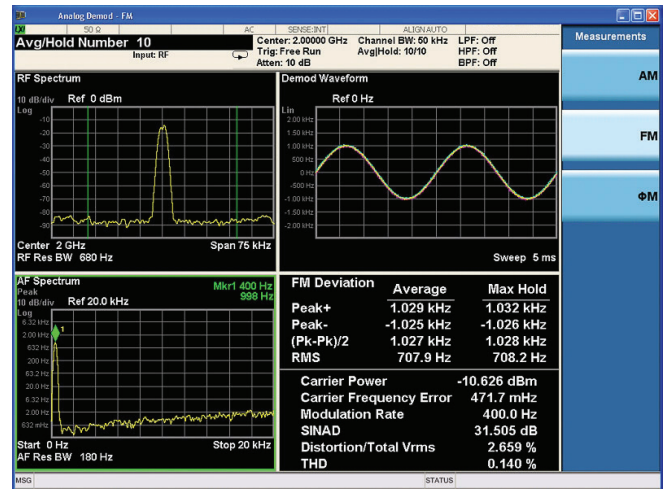 Analog Demod - FM
50 Ω AC SENSE:INT ALIGN AUTO
Avg/Hold Number 10
Input: RF
Center: 2.00000 GHz Channel BW: 50 kHz LPF: Off
Trig: Free Run Avg|Hold: 10/10 HPF: Off
Atten: 10 dB BPF: Off
Measurements
AM
FM
ΦM
RF Spectrum
10 dB/div Ref 0 dBm
Log
-10
-20
-30
-40
-50
-60
-70
-80
-90
Center 2 GHz Span 75 kHz
RF Res BW 680 Hz
Demod Waveform
Ref 0 Hz
Lin
2.00 kHz
1.50 kHz
1.00 kHz
500 Hz
0 Hz
-500 Hz
-1.00 kHz
-1.50 kHz
-2.00 kHz
Sweep 5 ms
AF Spectrum
Peak
Mkr1 400 Hz
998 Hz
10 dB/div Ref 20.0 kHz
Log
6.32 kHz
2.00 kHz
632 Hz
200 Hz
63.2 Hz
20.0 Hz
6.32 Hz
2.00 Hz
632 mHz
1
Start 0 Hz Stop 20 kHz
AF Res BW 180 Hz
FM Deviation Average Max Hold
Peak+ 1.029 kHz 1.032 kHz
Peak- -1.025 kHz -1.026 kHz
(Pk-Pk)/2 1.027 kHz 1.028 kHz
RMS 707.9 Hz 708.2 Hz
Carrier Power -10.626 dBm
Carrier Frequency Error 471.7 mHz
Modulation Rate 400.0 Hz
SINAD 31.505 dB
Distortion/Total Vrms 2.659 %
THD 0.140 %
MSG STATUS